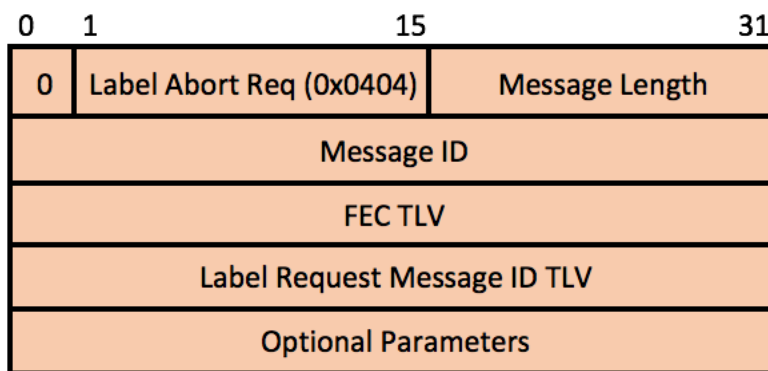 0 1 15 31
0 Label Abort Req (0x0404) Message Length
Message ID
FEC TLV
Label Request Message ID TLV
Optional Parameters